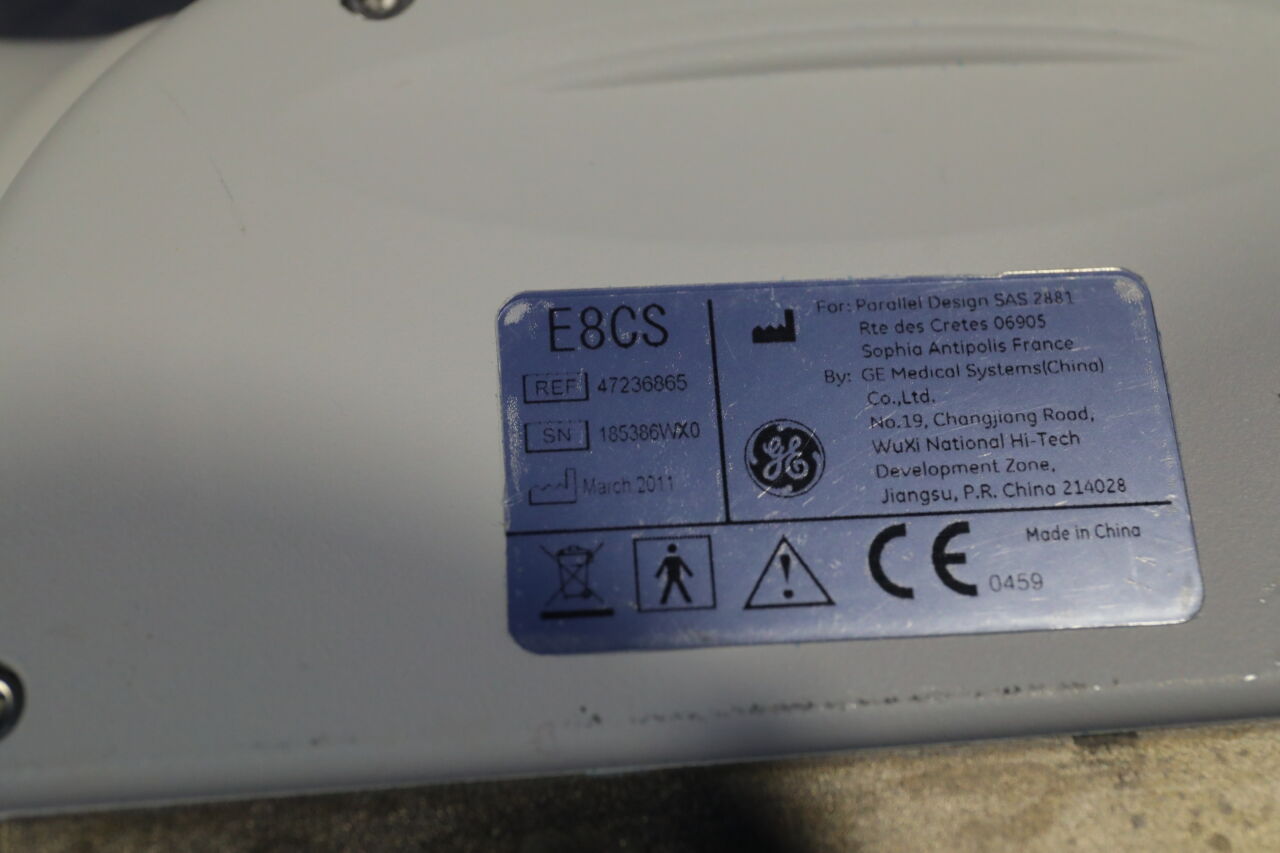 E8CS
REF 47236865
SN 185386WX0
March 2011
For: Parallel Design SAS 2881
Rte des Cretes 06905
Sophia Antipolis France
By: GE Medical Systems(China)
Co.,Ltd.
No.19, Changjiang Road,
WuXi National Hi-Tech
Development Zone,
Jiangsu, P.R. China 214028
GE
CE 0459
Made in China